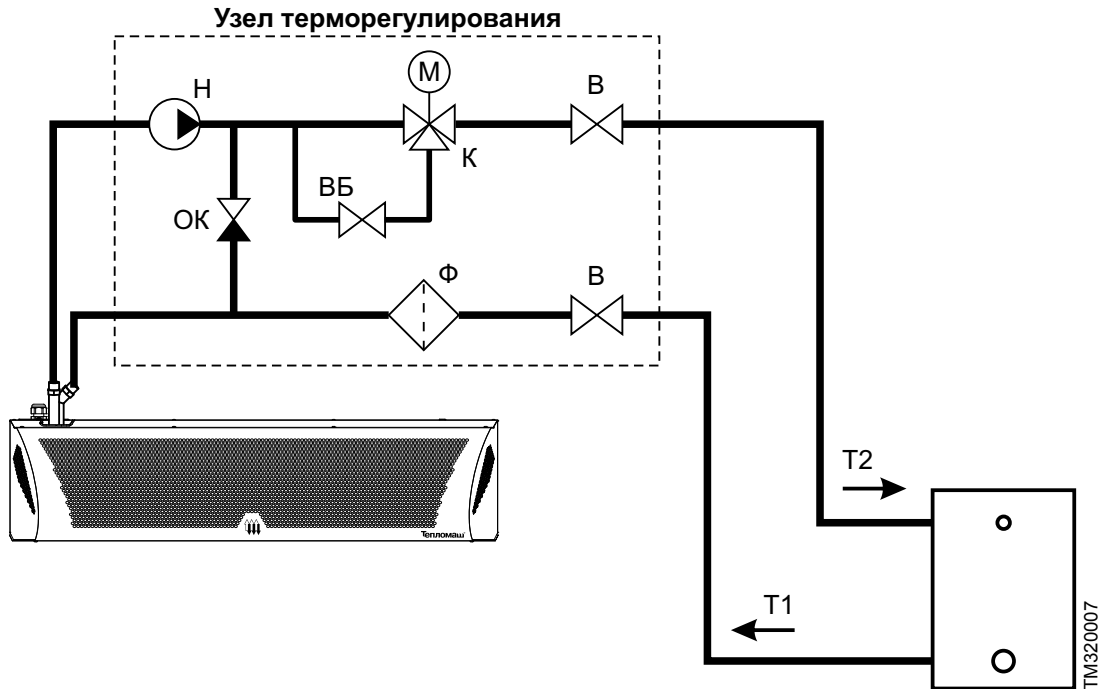 Узел терморегулирования
М
Н
В
К
ВБ
ОК
Ф
В
Т2
Тепломаш
Т1
TM320007